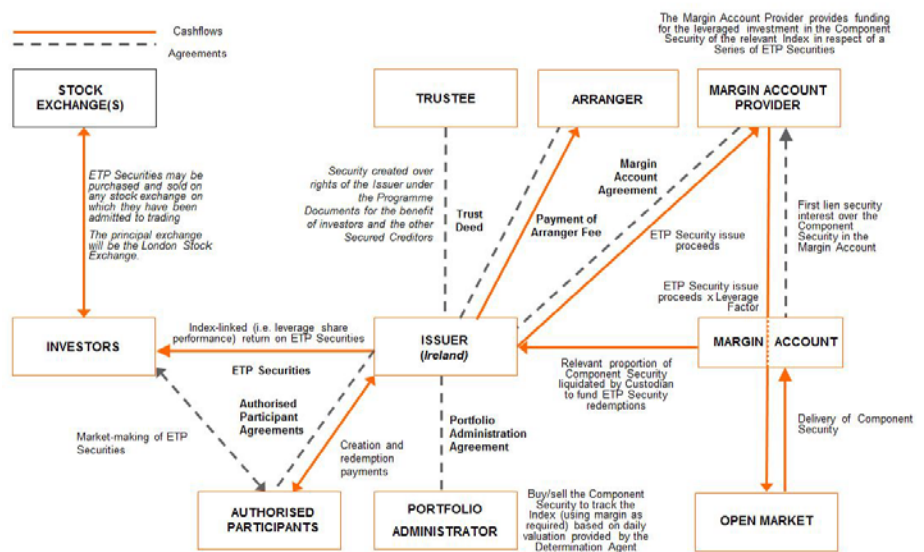 The Margin Account Provider provides funding
for the leveraged investment in the Component
Security of the relevant Index in respect of a
Series of ETP Securities
Cashflows
Agreements
STOCK
EXCHANGE(S)
TRUSTEE
ARRANGER
MARGIN ACCOUNT
PROVIDER
ETP Securities may be
purchased and sold on
any stock exchange on
which they have been
admitted to trading
The principal exchange
will be the London Stock
Exchange.
Security created over
rights of the Issuer under
the Programme
Documents for the benefit
of investors and the other
Secured Creditors
Trust
Deed
Payment of
Arranger Fee
Margin
Account
Agreement
ETP Security issue
proceeds
First lien security
interest over the
Component
Security in the
Margin Account
ETP Security issue
proceeds x Leverage
Factor
INVESTORS
Index-linked (i.e. leverage share
performance) return on ETP Securities
ETP Securities
ISSUER
(Ireland)
MARGIN ACCOUNT
Relevant proportion of
Component Security
liquidated by Custodian
to fund ETP Security
redemptions
Authorised
Participant
Agreements
Market-making of ETP
Securities
Creation and
redemption
payments
Portfolio
Administration
Agreement
Delivery of Component
Security
AUTHORISED
PARTICIPANTS
PORTFOLIO
ADMINISTRATOR
Buy/sell the Component
Security to track the
Index (using margin as
required) based on daily
valuation provided by the
Determination Agent
OPEN MARKET